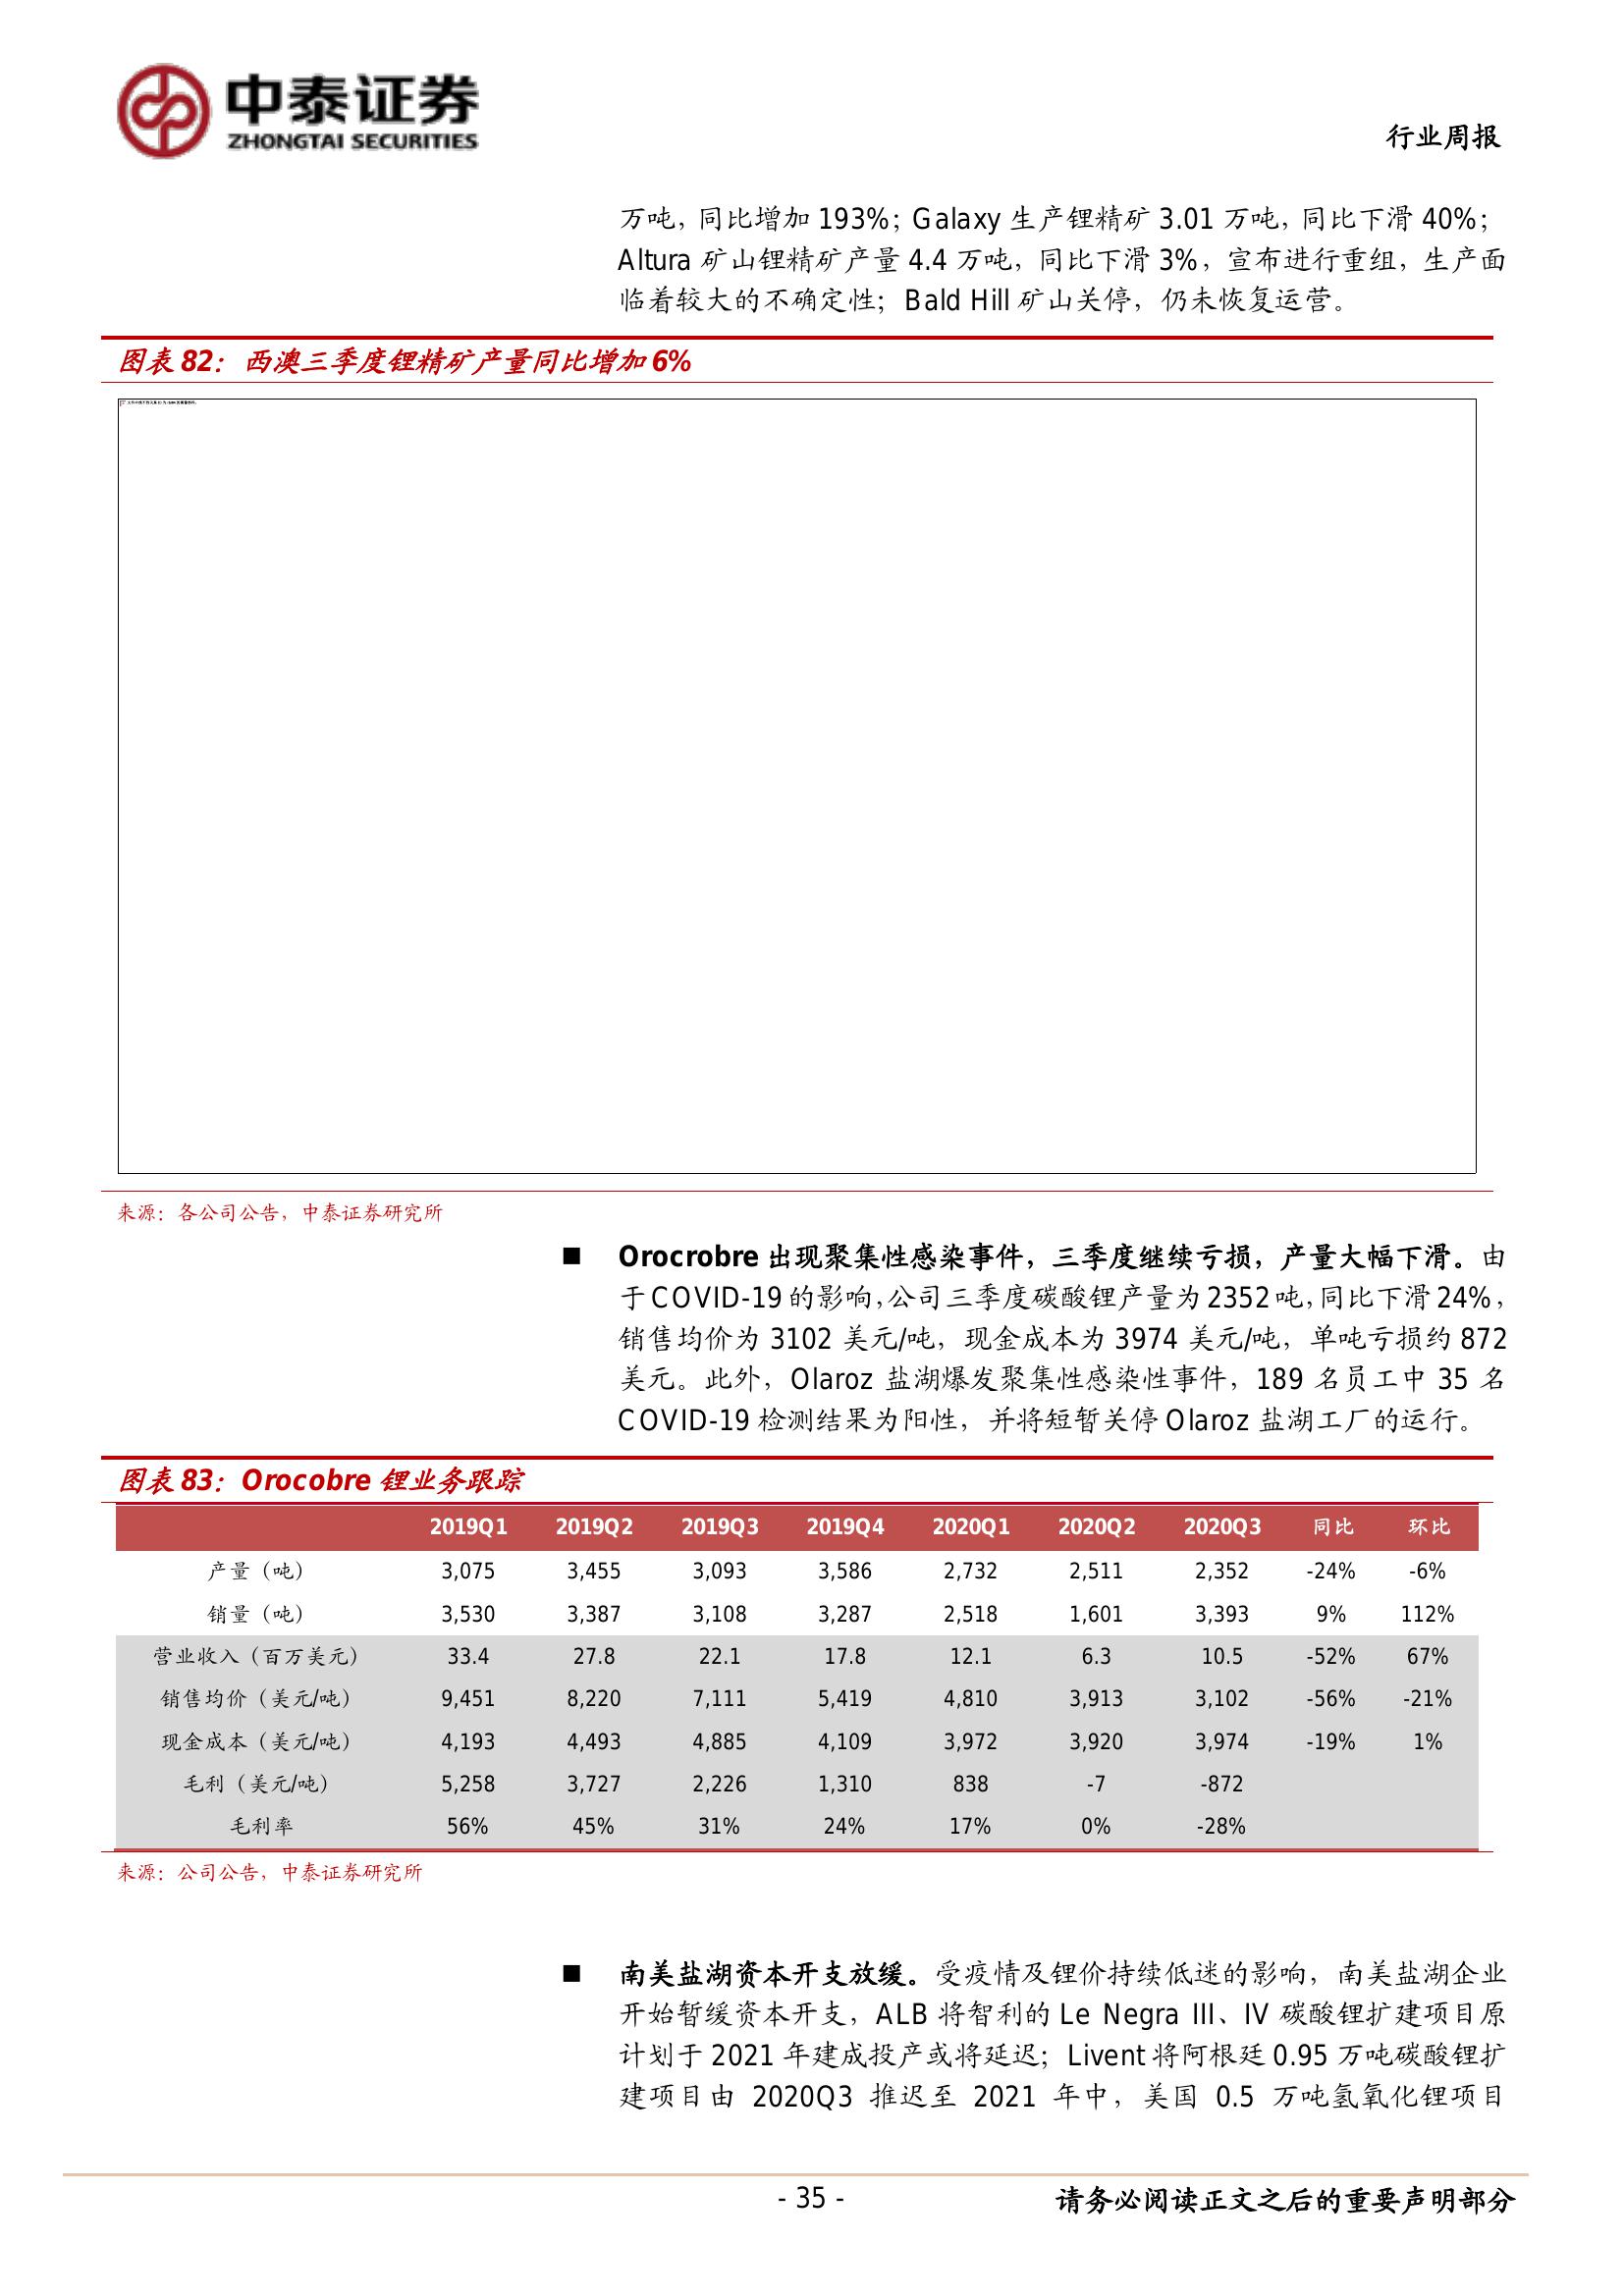 中泰证券
ZHONGTAI SECURITIES
行业周报
万吨，同比增加 193%；Galaxy 生产锂精矿 3.01 万吨，同比下滑 40%；
Altura 矿山锂精矿产量 4.4 万吨，同比下滑 3%，宣布进行重组，生产面
临着较大的不确定性；Bald Hill 矿山关停，仍未恢复运营。
图表 82：西澳三季度锂精矿产量同比增加 6%
来源：各公司公告，中泰证券研究所
■ Orocrobre 出现聚集性感染事件，三季度继续亏损，产量大幅下滑。由
于 COVID-19 的影响，公司三季度碳酸锂产量为 2352 吨，同比下滑 24%，
销售均价为 3102 美元/吨，现金成本为 3974 美元/吨，单吨亏损约 872
美元。此外，Olaroz 盐湖爆发聚集性感染性事件，189 名员工中 35 名
COVID-19 检测结果为阳性，并将短暂关停 Olaroz 盐湖工厂的运行。
图表 83：Orocobre 锂业务跟踪
2019Q1 2019Q2 2019Q3 2019Q4 2020Q1 2020Q2 2020Q3 同比 环比
产量（吨） 3,075 3,455 3,093 3,586 2,732 2,511 2,352 -24% -6%
销量（吨） 3,530 3,387 3,108 3,287 2,518 1,601 3,393 9% 112%
营业收入（百万美元） 33.4 27.8 22.1 17.8 12.1 6.3 10.5 -52% 67%
销售均价（美元/吨） 9,451 8,220 7,111 5,419 4,810 3,913 3,102 -56% -21%
现金成本（美元/吨） 4,193 4,493 4,885 4,109 3,972 3,920 3,974 -19% 1%
毛利（美元/吨） 5,258 3,727 2,226 1,310 838 -7 -872
毛利率 56% 45% 31% 24% 17% 0% -28%
来源：公司公告，中泰证券研究所
■ 南美盐湖资本开支放缓。受疫情及锂价持续低迷的影响，南美盐湖企业
开始暂缓资本开支，ALB 将智利的 Le Negra III、IV 碳酸锂扩建项目原
计划于 2021 年建成投产或将延迟；Livent 将阿根廷 0.95 万吨碳酸锂扩
建项目由 2020Q3 推迟至 2021 年中，美国 0.5 万吨氢氧化锂项目
- 35 -
请务必阅读正文之后的重要声明部分